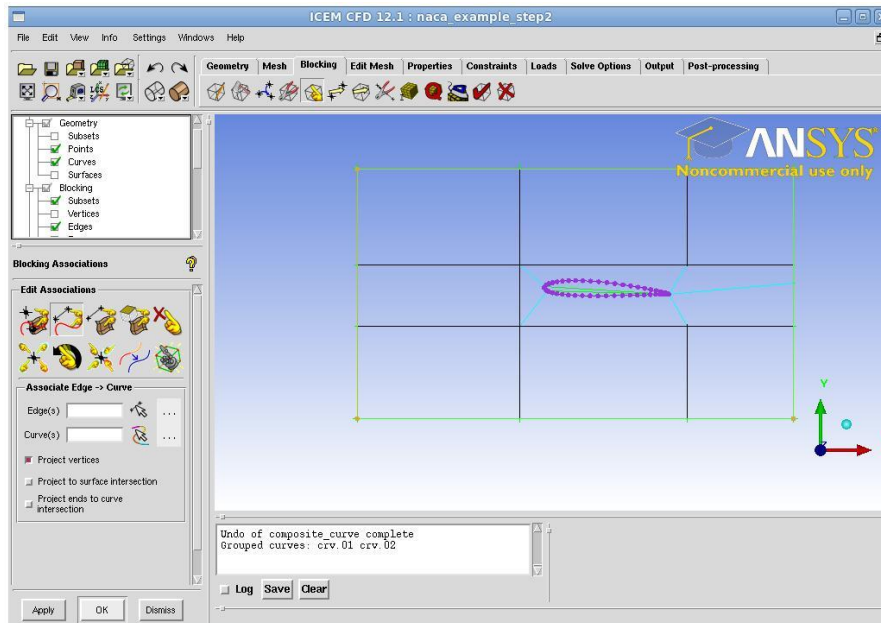 ICEM CFD 12.1 : naca_example_step2
File Edit View Info Settings Windows Help
Geometry Mesh Blocking Edit Mesh Properties Constraints Loads Solve Options Output Post-processing
Geometry
Subsets
Points
Curves
Surfaces
Blocking
Subsets
Vertices
Edges
Blocking Associations
Edit Associations
Associate Edge -> Curve
Edge(s)
...
Curve(s)
...
Project vertices
Project to surface intersection
Project ends to curve
intersection
Apply OK Dismiss
ANSYS
Noncommercial use only
Y
Undo of composite_curve complete
Grouped curves: crv.01 crv.02
Log Save Clear